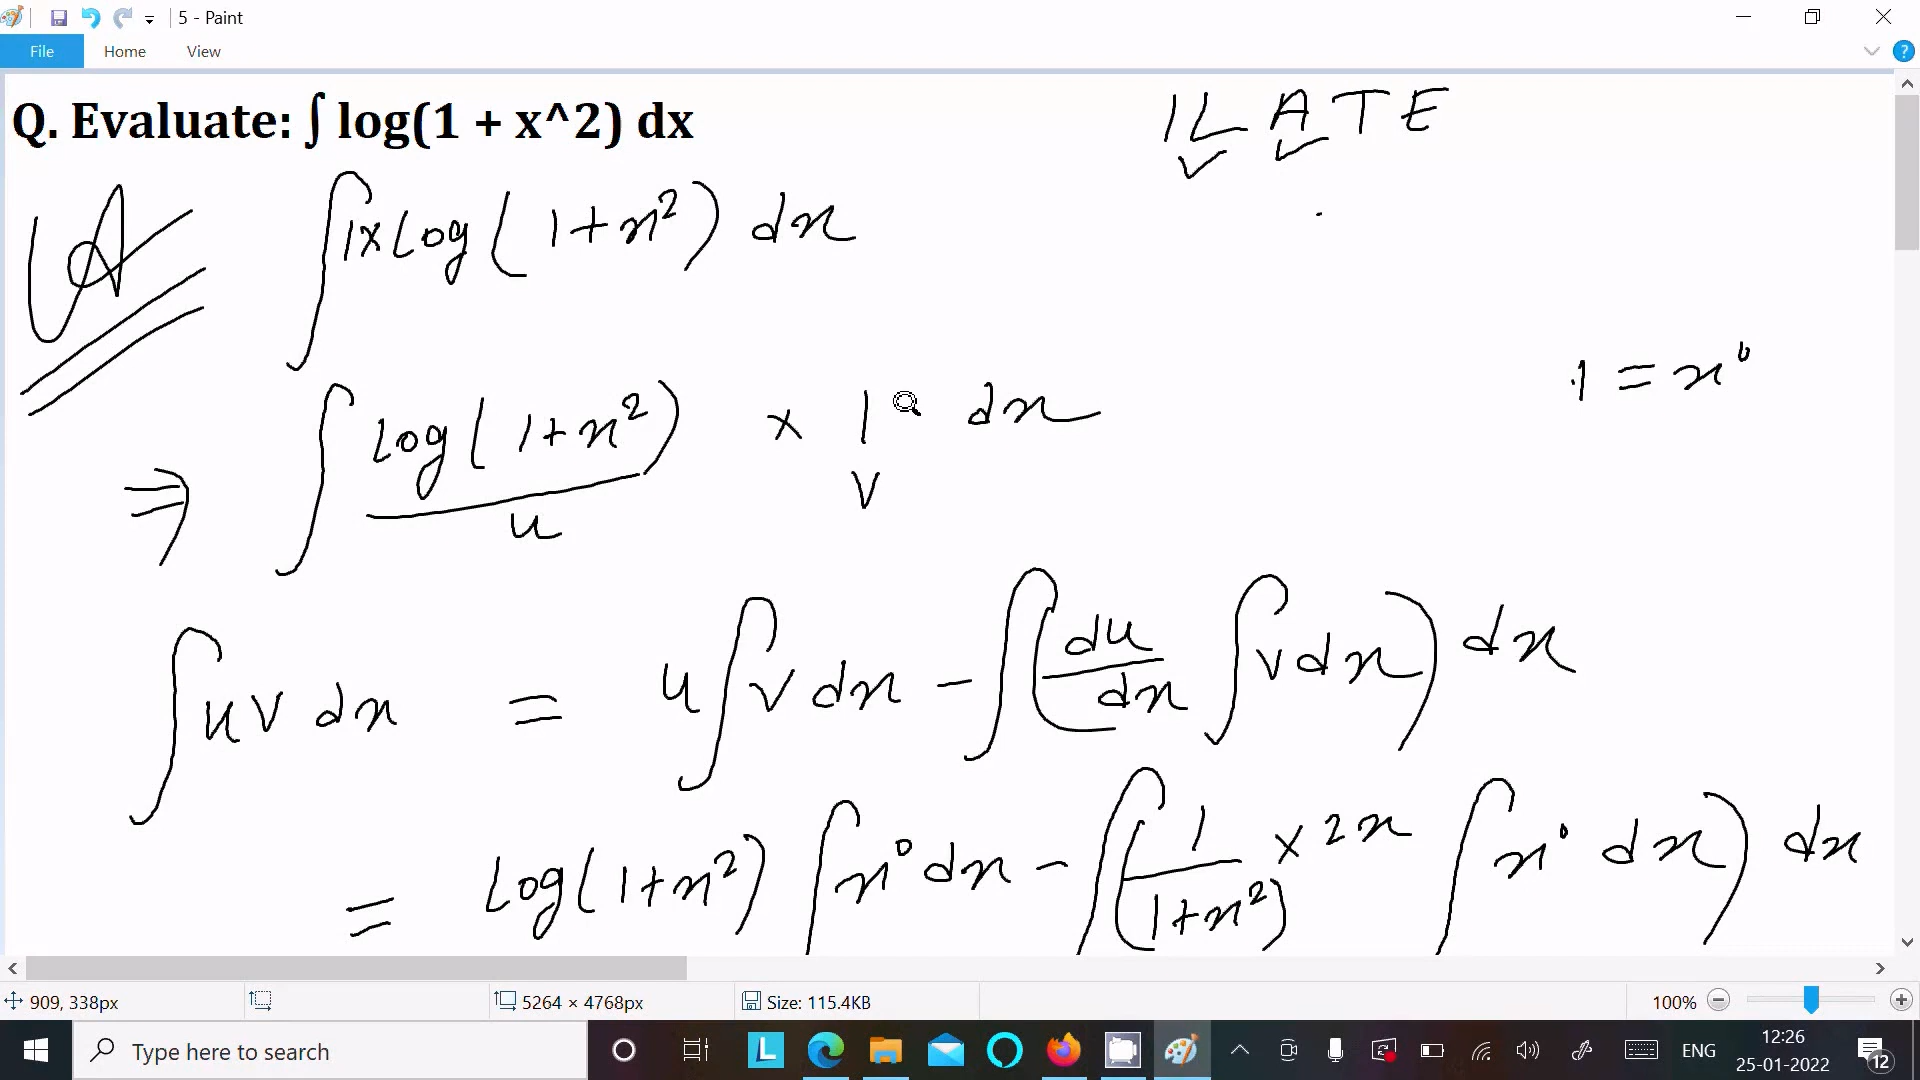 5 - Paint
File Home View
Q. Evaluate: ∫ log(1 + x^2) dx
ILATE
∫ 1 x log(1+x²) dx
1 = x⁰
⇒ ∫ log(1+x²) x 1 dx
u v
∫ uv dx = u ∫ v dx - ∫ (du/dx ∫ v dx) dx
= log(1+x²) ∫ x⁰ dx - ∫ (1/(1+x²) x 2x ∫ x⁰ dx) dx
909, 338px 5264 × 4768px Size: 115.4KB 100%
Type here to search L ENG 12:26
25-01-2022 12